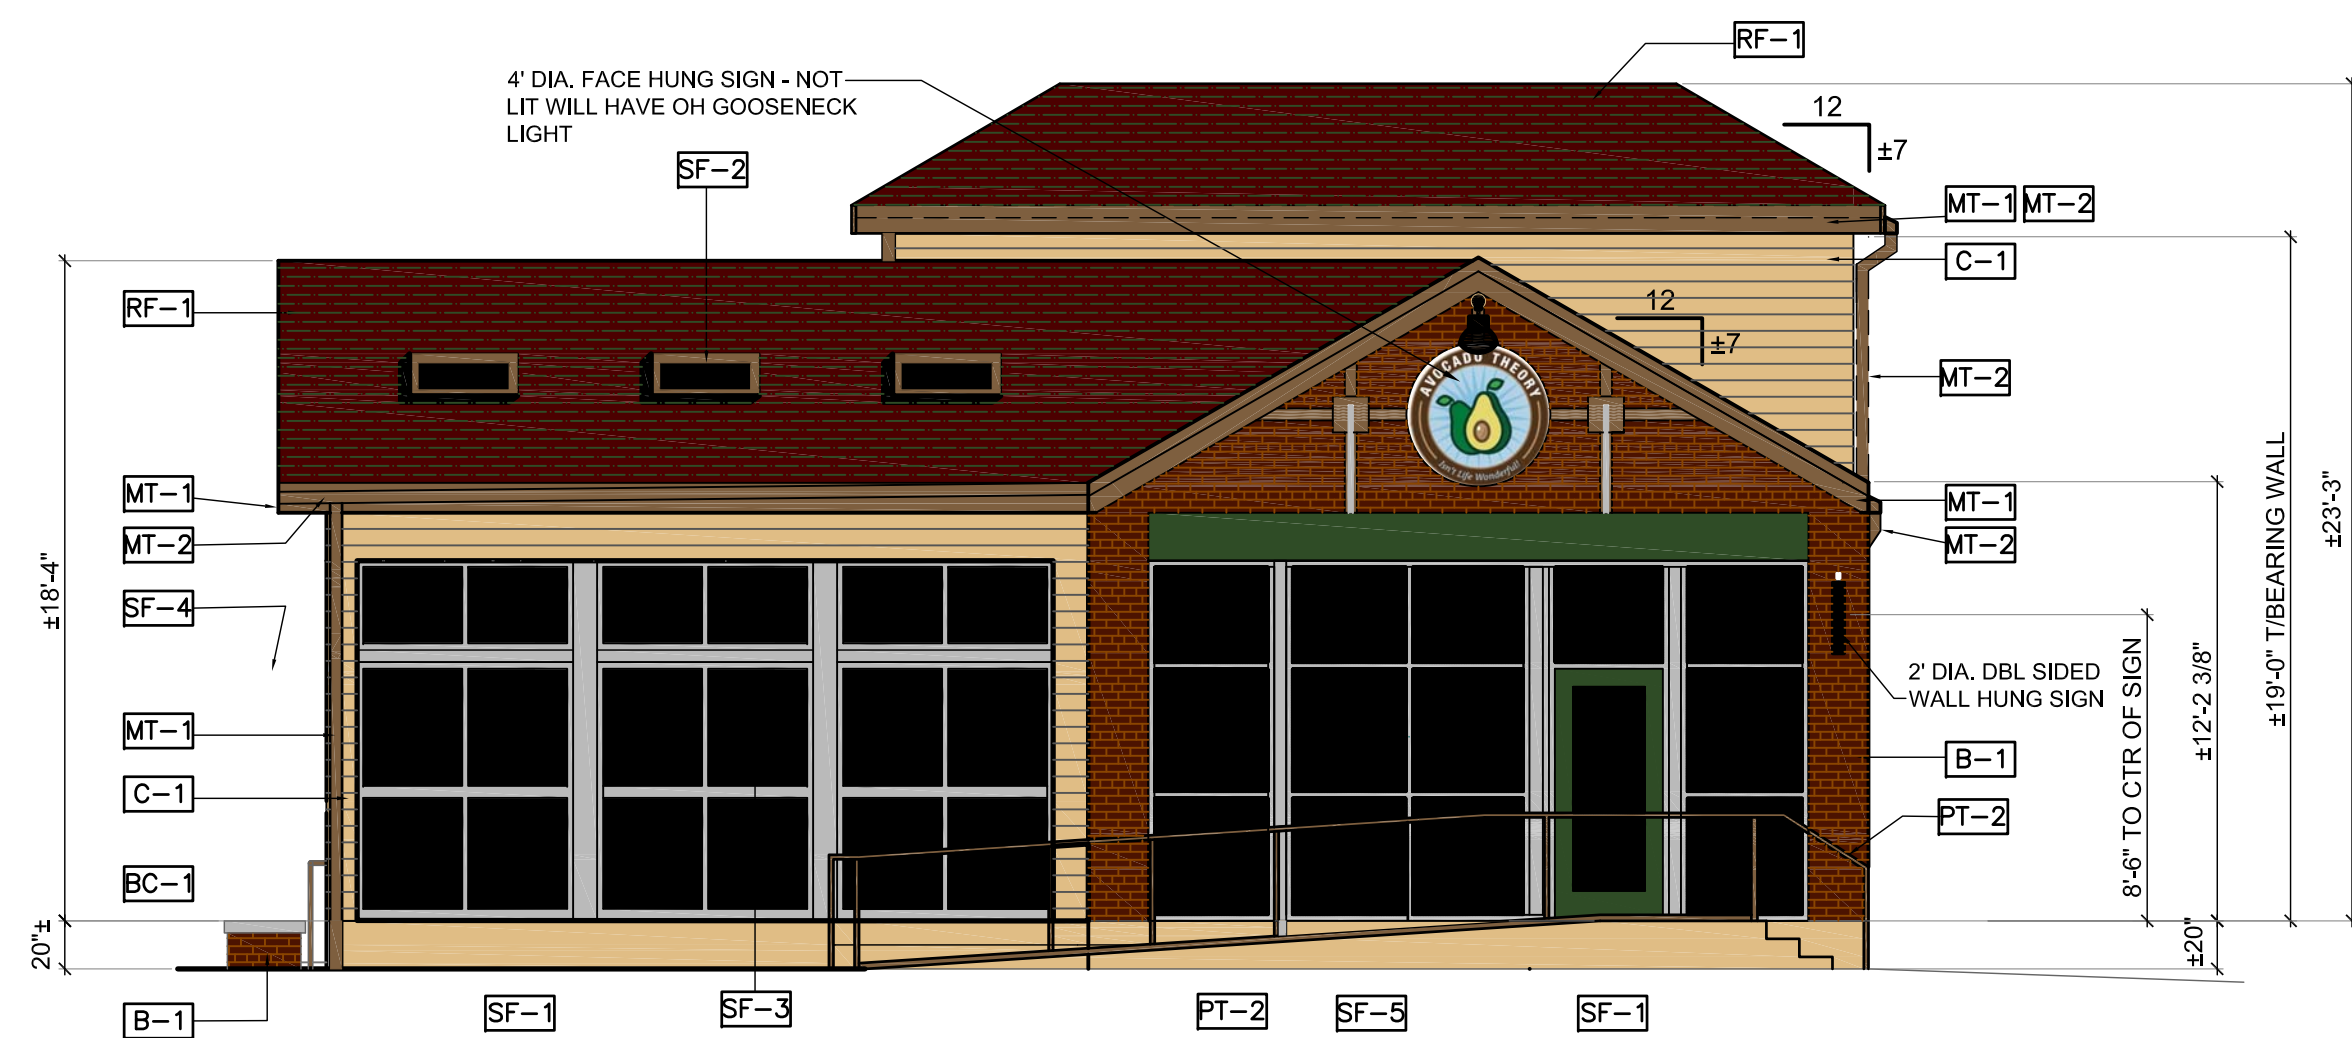 RF-1
4' DIA. FACE HUNG SIGN - NOT
LIT WILL HAVE OH GOOSENECK
LIGHT
12
±7
SF-2
MT-1 MT-2
C-1
RF-1
12
±7
MT-2
AVOCADO THEORY
Isn't Life Wonderful!
MT-1
MT-2
SF-4
MT-1
C-1
BC-1
B-1
±18'-4"
20"±
MT-1
MT-2
2' DIA. DBL SIDED
WALL HUNG SIGN
B-1
PT-2
8'-6" TO CTR OF SIGN
±12'-2 3/8"
±20"
±19'-0" T/BEARING WALL
±23'-3"
SF-1
SF-3
PT-2
SF-5
SF-1